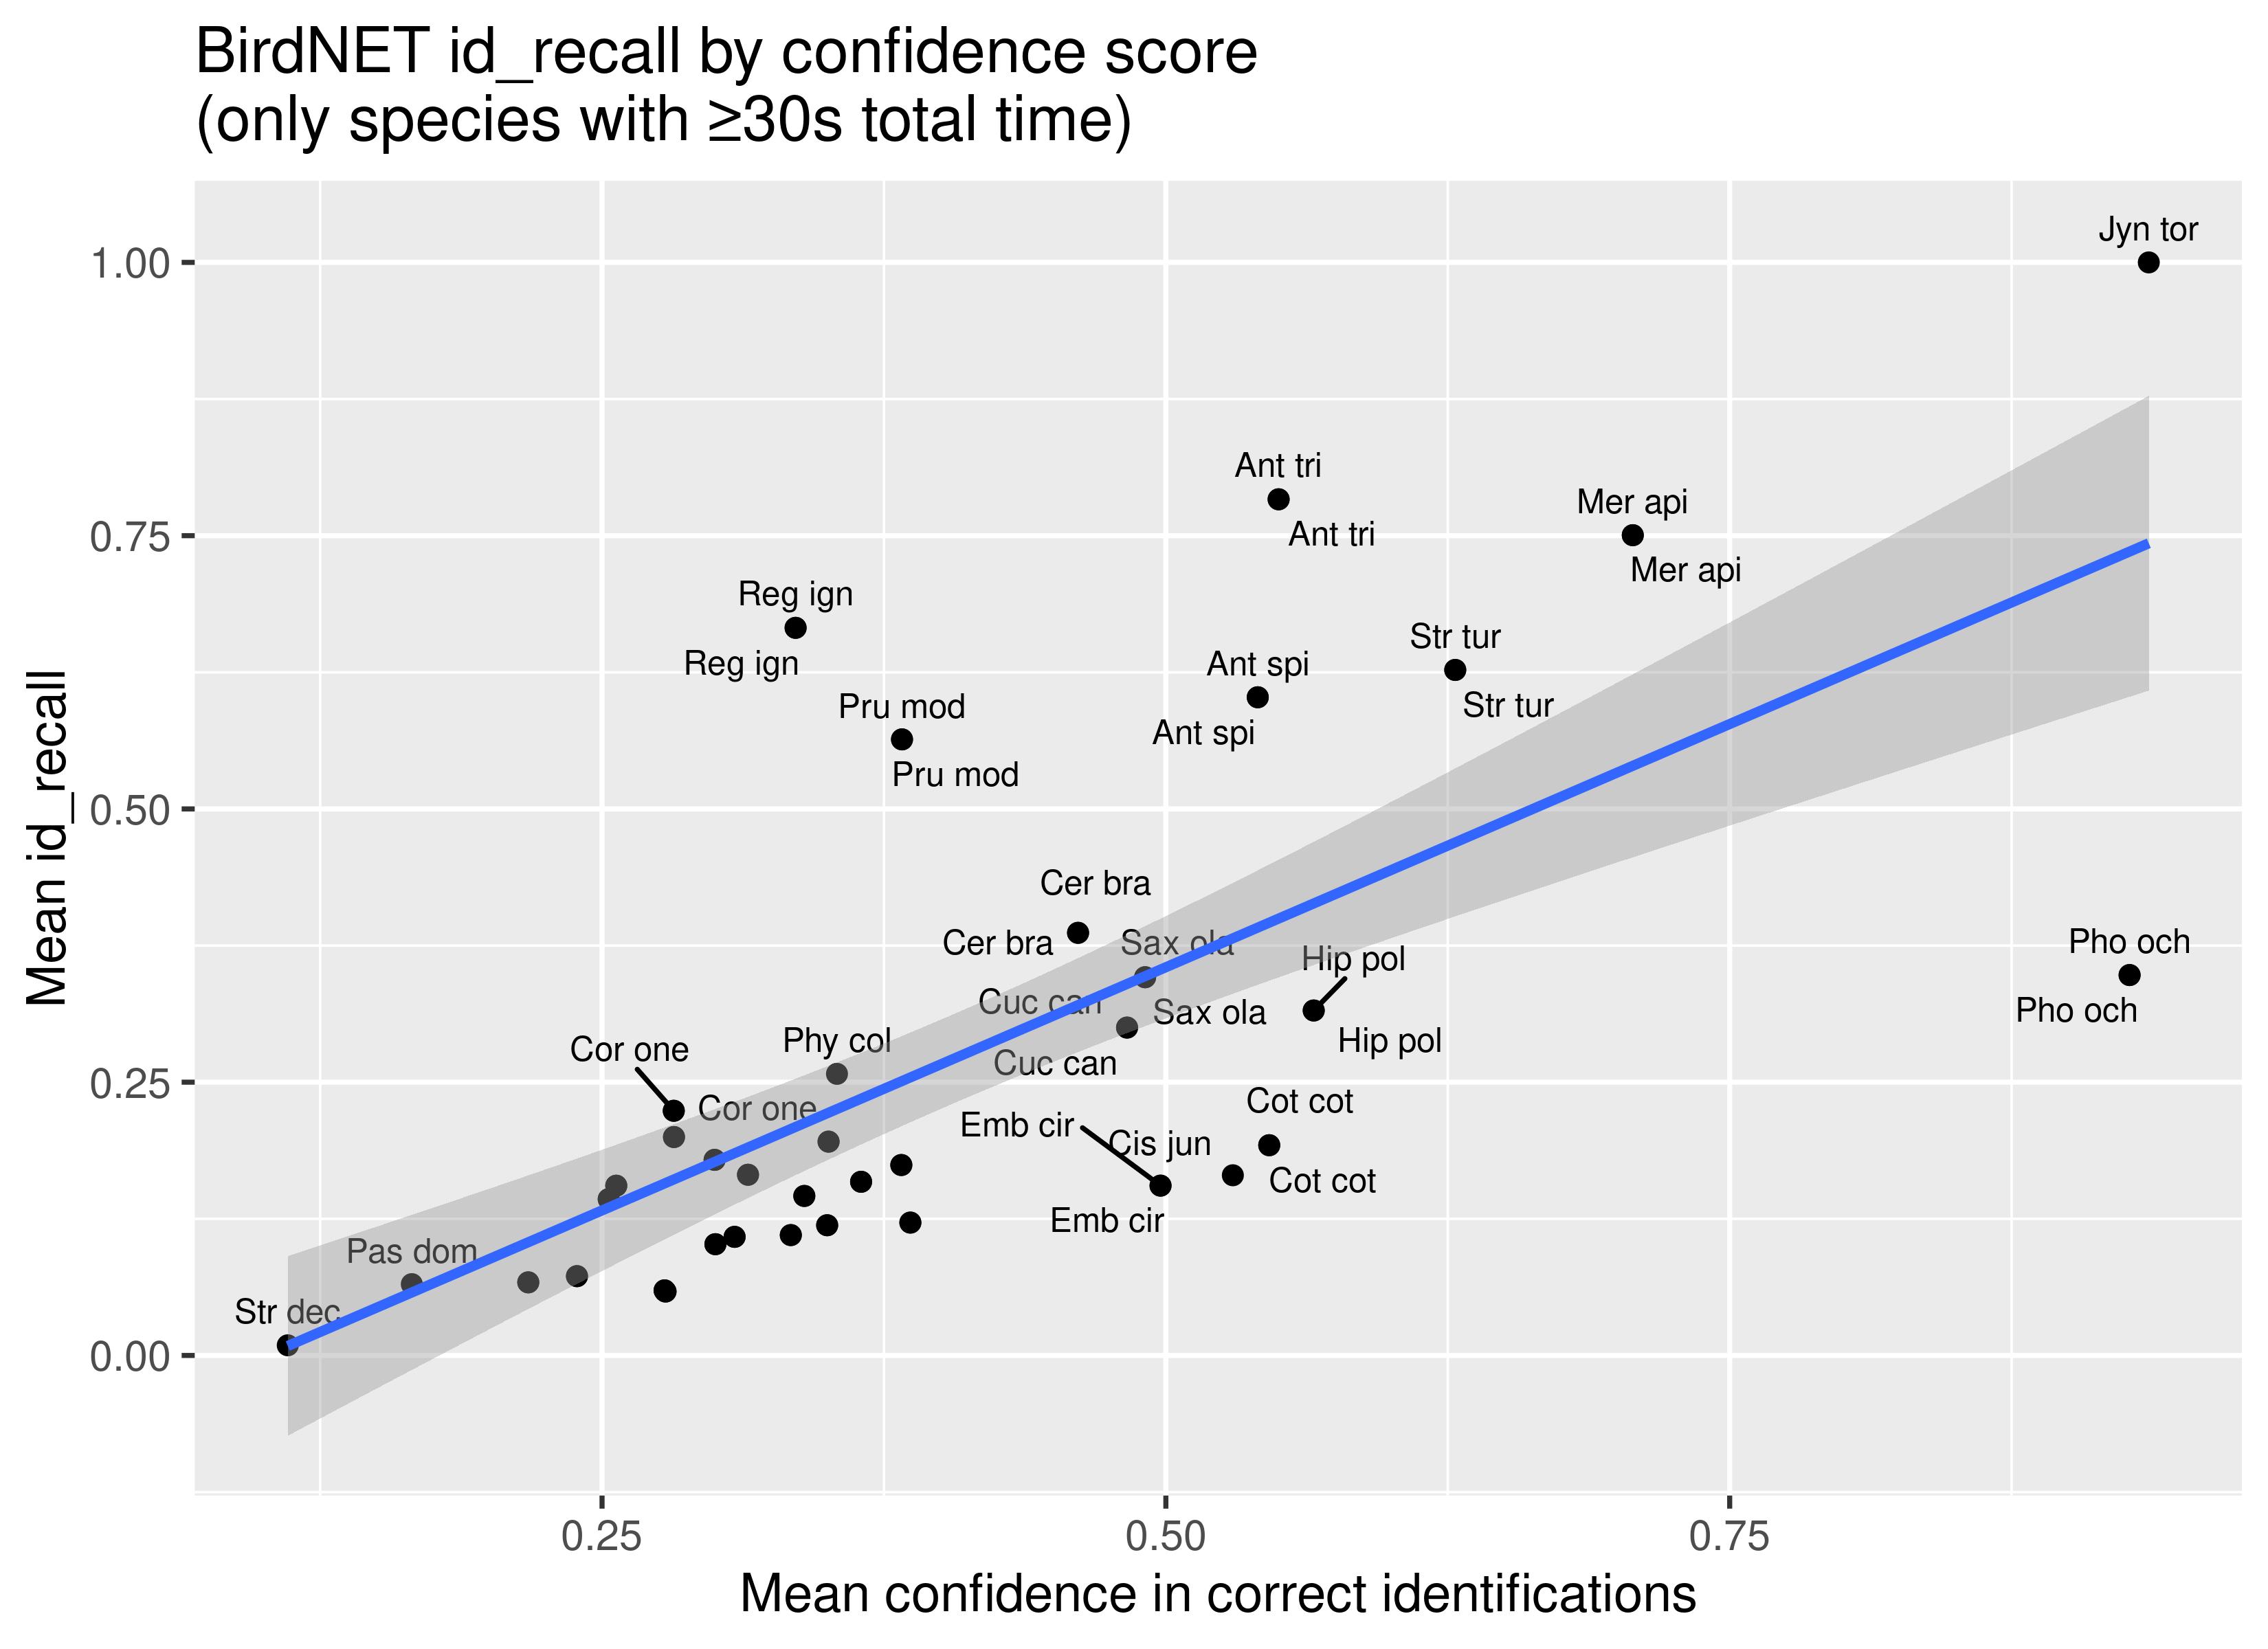 BirdNET id_recall by confidence score
(only species with ≥30s total time)
Mean id_recall
1.00
0.75
0.50
0.25
0.00
Jyn tor
Ant tri
Ant tri
Mer api
Mer api
Reg ign
Reg ign
Str tur
Str tur
Ant spi
Ant spi
Pru mod
Pru mod
Cer bra
Cer bra
Sax ola
Sax ola
Hip pol
Hip pol
Pho och
Pho och
Cuc can
Cuc can
Cor one
Cor one
Phy col
Cot cot
Cot cot
Emb cir
Cis jun
Emb cir
Pas dom
Str dec
0.25
0.50
0.75
Mean confidence in correct identifications